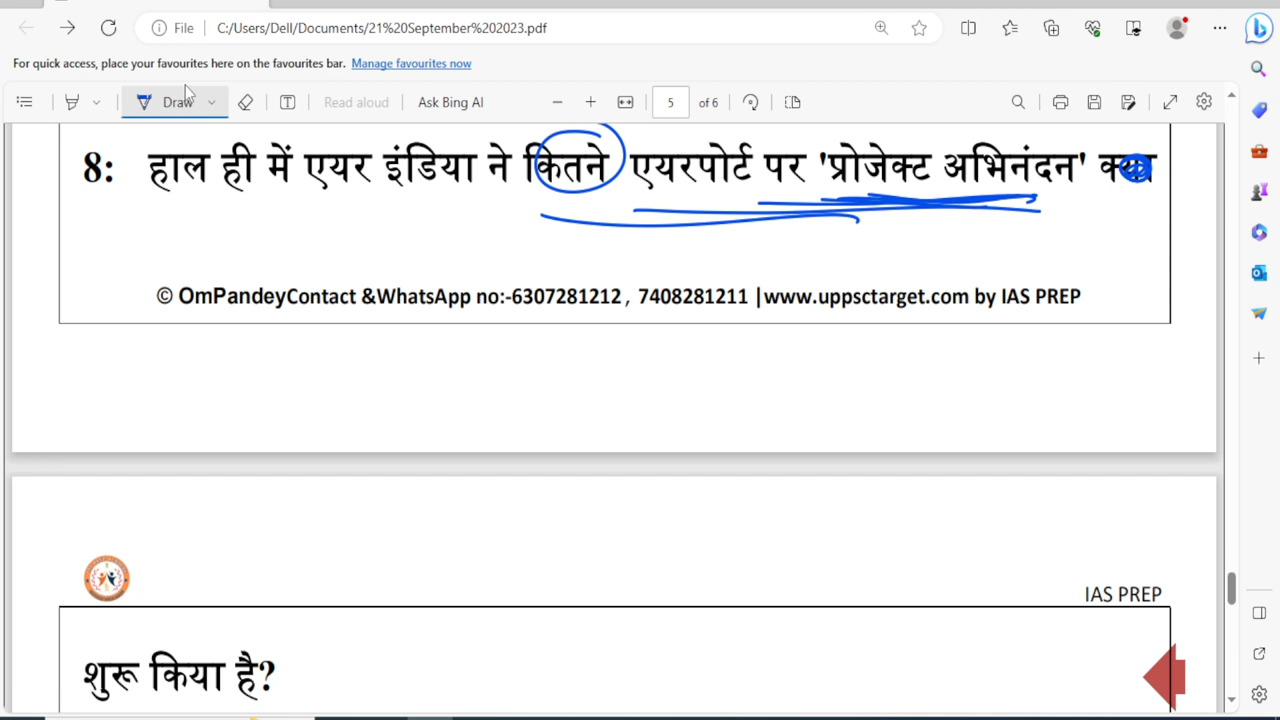 File
C:/Users/Dell/Documents/21%20September%202023.pdf
For quick access, place your favourites here on the favourites bar. Manage favourites now
Draw
Read aloud
Ask Bing AI
5 of 6
8: हाल ही में एयर इंडिया ने कितने एयरपोर्ट पर 'प्रोजेक्ट अभिनंदन' क्या
© OmPandeyContact &WhatsApp no:-6307281212, 7408281211 |www.uppsctarget.com by IAS PREP
IAS PREP
शुरू किया है?